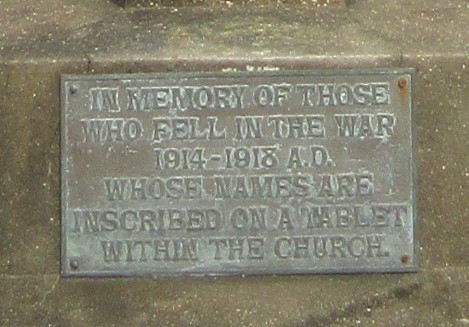 IN MEMORY OF THOSE
WHO FELL IN THE WAR
1914-1918 A.D.
WHOSE NAMES ARE
INSCRIBED ON A TABLET
WITHIN THE CHURCH.